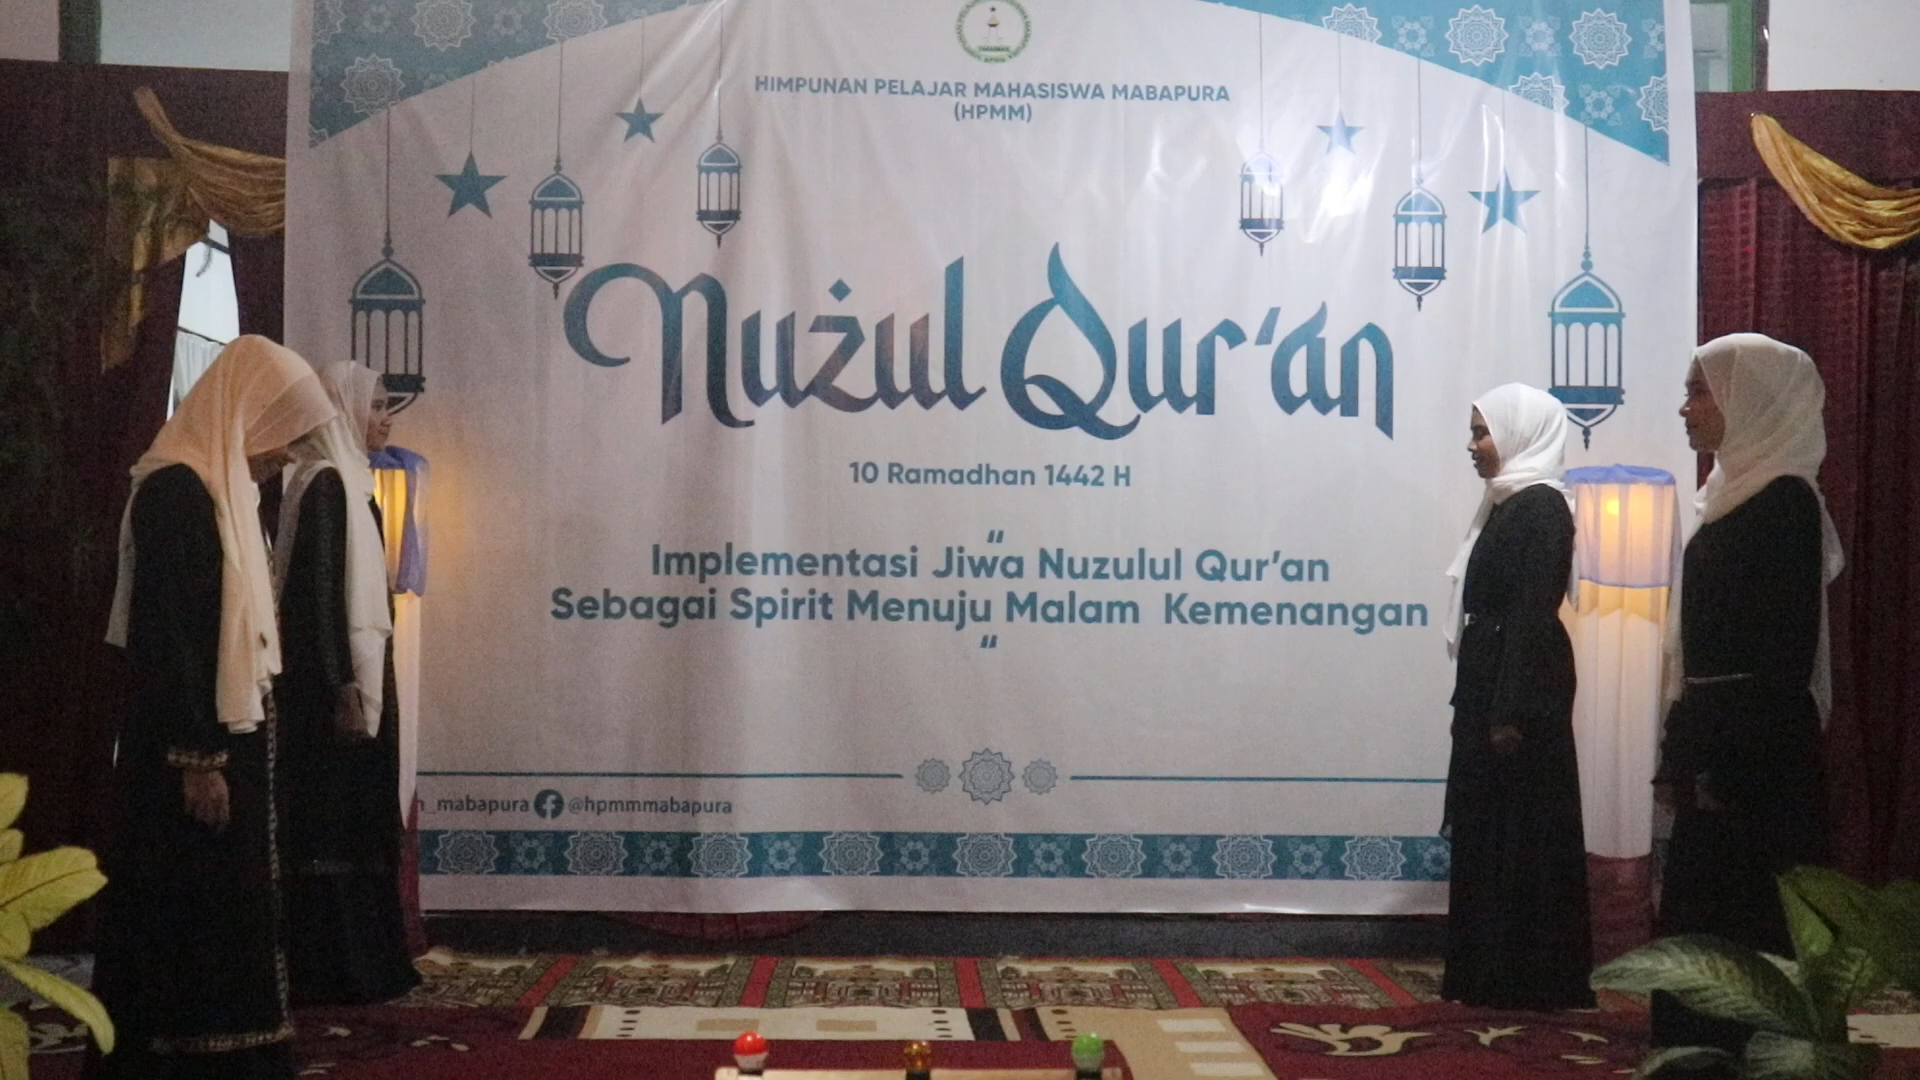 HIMPUNAN PELAJAR MAHASISWA MABAPURA
(HPMM)
Nużul Qur'an
10 Ramadhan 1442 H
"
Implementasi Jiwa Nuzulul Qur'an
Sebagai Spirit Menuju Malam Kemenangan
"
_mabapura @hpmmmabapura